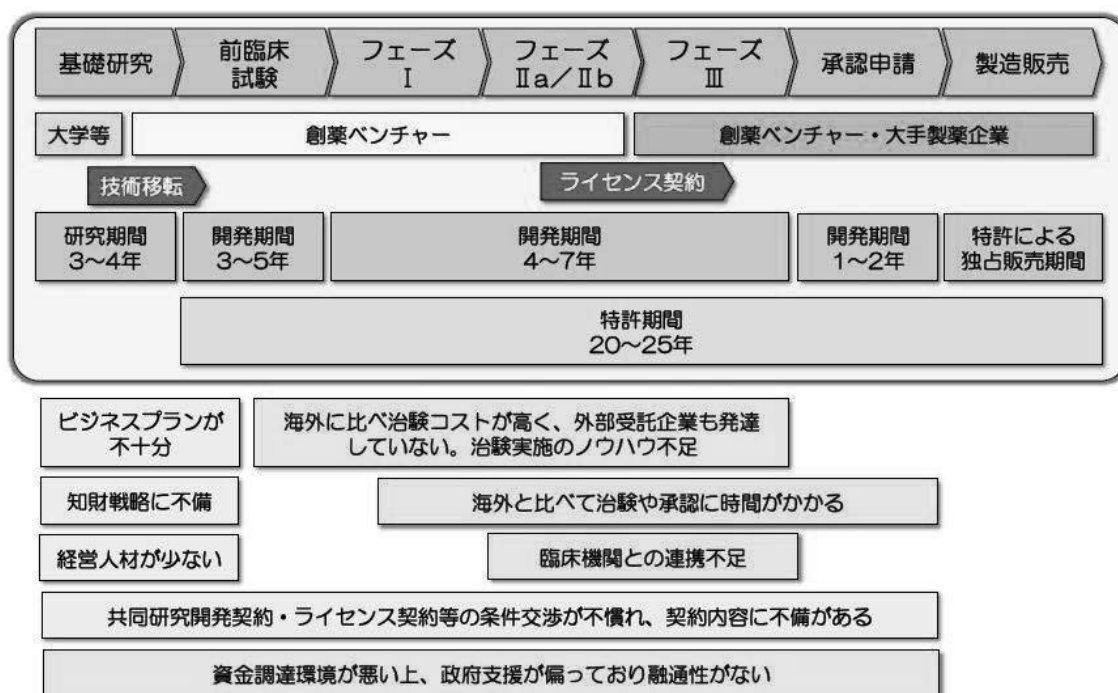 基礎研究
前臨床
試験
フェーズ
Ⅰ
フェーズ
Ⅱa／Ⅱb
フェーズ
Ⅲ
承認申請
製造販売
大学等
創薬ベンチャー
創薬ベンチャー・大手製薬企業
技術移転
ライセンス契約
研究期間
3〜4年
開発期間
3〜5年
開発期間
4〜7年
開発期間
1〜2年
特許による
独占販売期間
特許期間
20〜25年
ビジネスプランが
不十分
海外に比べ治験コストが高く、外部受託企業も発達
していない。治験実施のノウハウ不足
知財戦略に不備
海外と比べて治験や承認に時間がかかる
経営人材が少ない
臨床機関との連携不足
共同研究開発契約・ライセンス契約等の条件交渉が不慣れ、契約内容に不備がある
資金調達環境が悪い上、政府支援が偏っており融通性がない